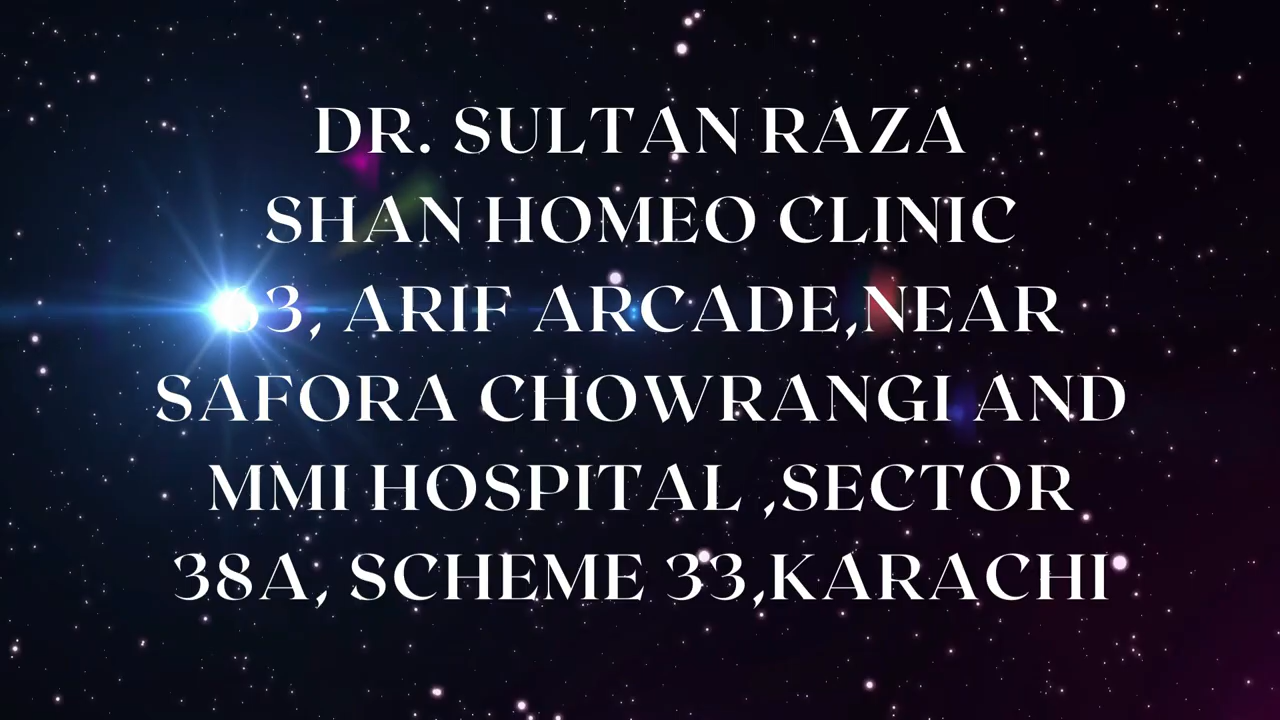 DR. SULTAN RAZA
SHAN HOMEO CLINIC
63, ARIF ARCADE,NEAR
SAFORA CHOWRANGI AND
MMI HOSPITAL ,SECTOR
38A, SCHEME 33,KARACHI